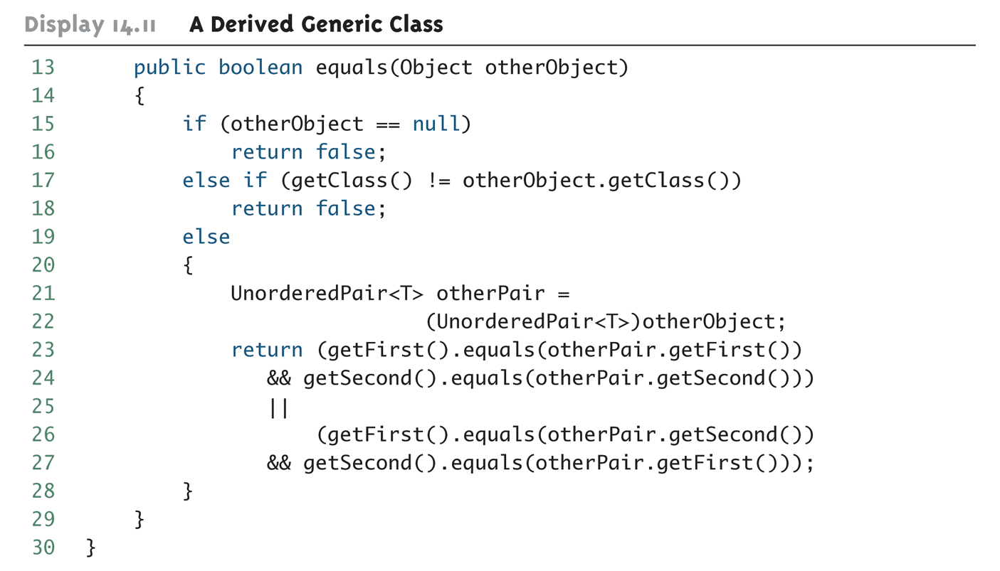 Display 14.11 A Derived Generic Class
13 public boolean equals(Object otherObject)
14 {
15 if (otherObject == null)
16 return false;
17 else if (getClass() != otherObject.getClass())
18 return false;
19 else
20 {
21 UnorderedPair<T> otherPair =
22 (UnorderedPair<T>)otherObject;
23 return (getFirst().equals(otherPair.getFirst())
24 && getSecond().equals(otherPair.getSecond()))
25 ||
26 (getFirst().equals(otherPair.getSecond())
27 && getSecond().equals(otherPair.getFirst()));
28 }
29 }
30 }